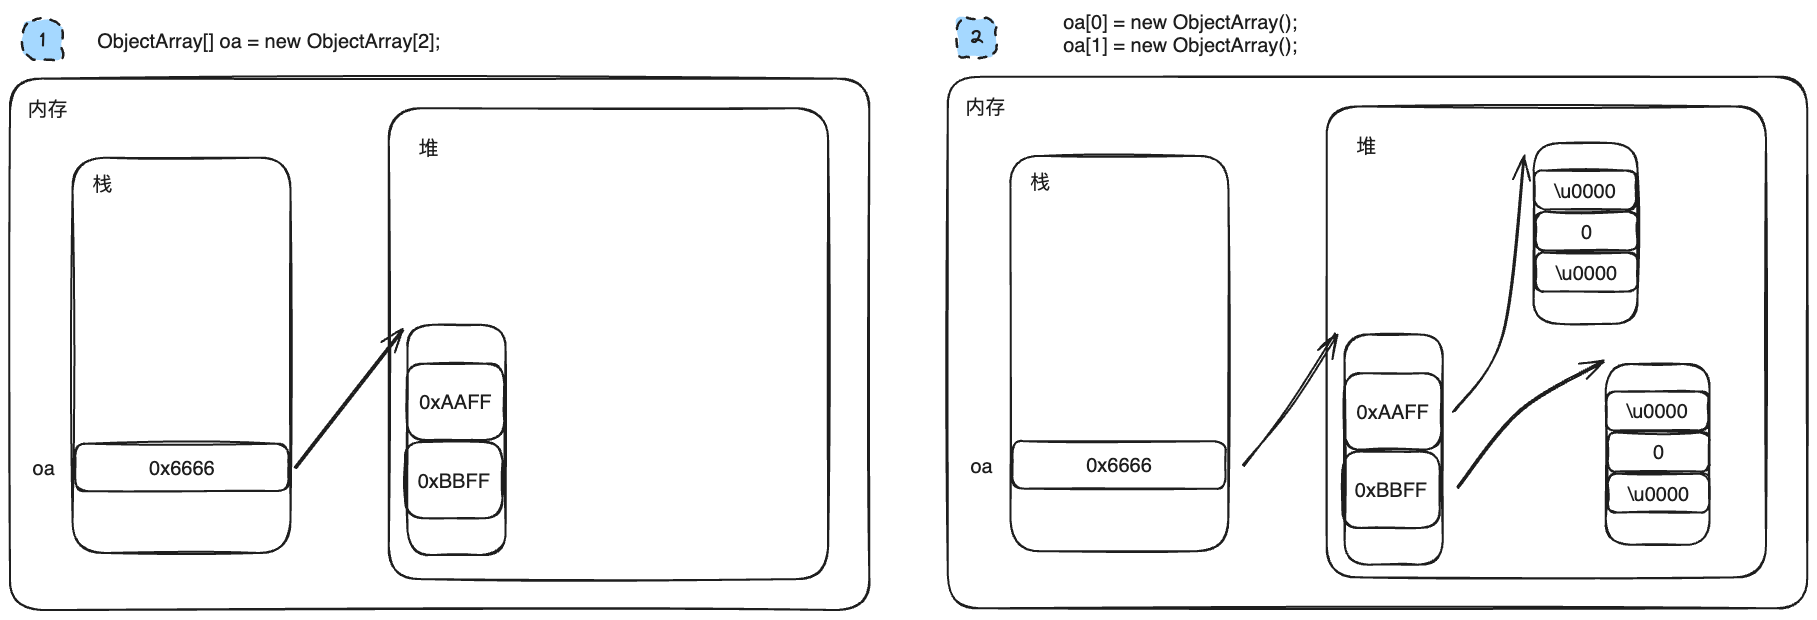 1
ObjectArray[] oa = new ObjectArray[2];
内存
栈
堆
0xAAFF
0xBBFF
oa
0x6666
2
oa[0] = new ObjectArray();
oa[1] = new ObjectArray();
内存
栈
堆
\u0000
0
\u0000
0xAAFF
0xBBFF
\u0000
0
\u0000
oa
0x6666